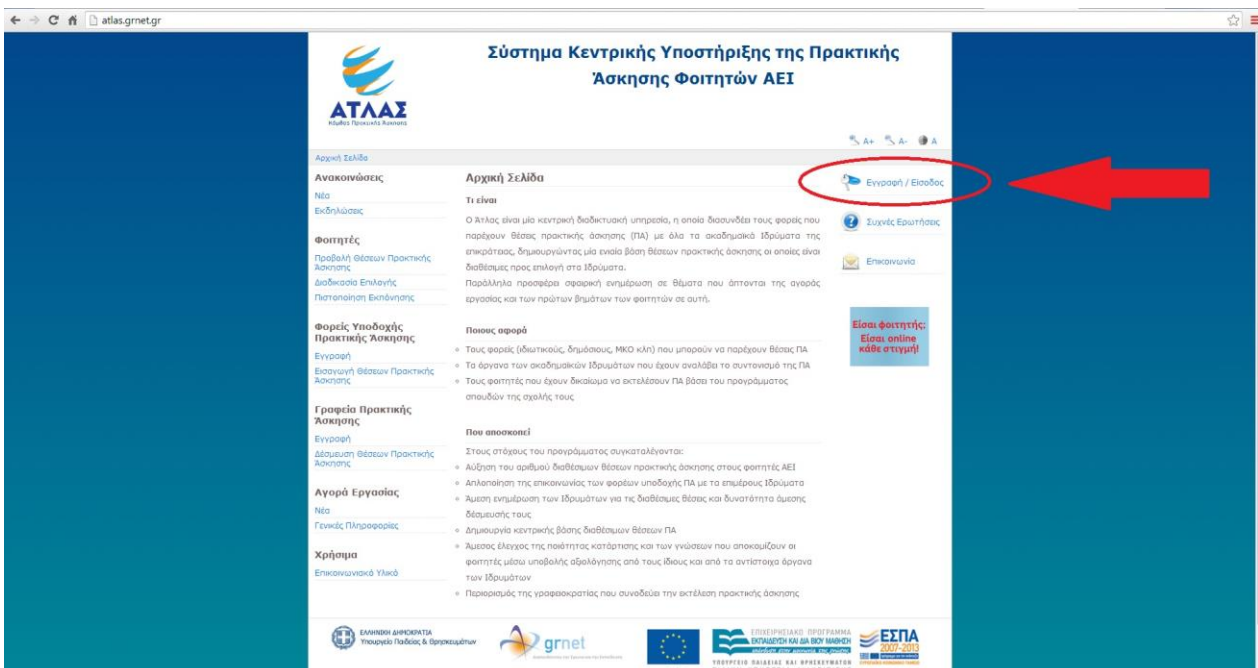 atlas.grnet.gr
ΑΤΛΑΣ
Κόμβος Πρακτικής Άσκησης
Σύστημα Κεντρικής Υποστήριξης της Πρακτικής
Άσκησης Φοιτητών ΑΕΙ
A+ A- A
Αρχική Σελίδα
Ανακοινώσεις
Νέα
Εκδηλώσεις
Φοιτητές
Προβολή Θέσεων Πρακτικής
Άσκησης
Διαδικασία Επιλογής
Πιστοποίηση Εκπόνησης
Φορείς Υποδοχής
Πρακτικής Άσκησης
Εγγραφή
Εισαγωγή Θέσεων Πρακτικής
Άσκησης
Γραφεία Πρακτικής
Άσκησης
Εγγραφή
Δέσμευση Θέσεων Πρακτικής
Άσκησης
Αγορά Εργασίας
Νέα
Γενικές Πληροφορίες
Χρήσιμα
Επικοινωνιακό Υλικό
Αρχική Σελίδα
Τι είναι
Ο Άτλας είναι μία κεντρική διαδικτυακή υπηρεσία, η οποία διασυνδέει τους φορείς που
παρέχουν θέσεις πρακτικής άσκησης (ΠΑ) με όλα τα ακαδημαϊκά Ιδρύματα της
επικράτειας, δημιουργώντας μία ενιαία βάση θέσεων πρακτικής άσκησης οι οποίες είναι
διαθέσιμες προς επιλογή στα Ιδρύματα.
Παράλληλα προσφέρει σφαιρική ενημέρωση σε θέματα που άπτονται της αγοράς
εργασίας και των πρώτων βημάτων των φοιτητών σε αυτή.
Ποιους αφορά
Τους φορείς (ιδιωτικούς, δημόσιους, ΜΚΟ κλπ) που μπορούν να παρέχουν θέσεις ΠΑ
Τα όργανα των ακαδημαϊκών Ιδρυμάτων που έχουν αναλάβει το συντονισμό της ΠΑ
Τους φοιτητές που έχουν δικαίωμα να εκτελέσουν ΠΑ βάσει του προγράμματος
σπουδών της σχολής τους
Που αποσκοπεί
Στους στόχους του προγράμματος συγκαταλέγονται:
Αύξηση του αριθμού διαθέσιμων θέσεων πρακτικής άσκησης στους φοιτητές ΑΕΙ
Απλοποίηση της επικοινωνίας των φορέων υποδοχής ΠΑ με τα επιμέρους Ιδρύματα
Άμεση ενημέρωση των Ιδρυμάτων για τις διαθέσιμες θέσεις και δυνατότητα άμεσης
δέσμευσής τους
Δημιουργία κεντρικής βάσης διαθέσιμων θέσεων ΠΑ
Άμεσος έλεγχος της ποιότητας κατάρτισης και των γνώσεων που αποκομίζουν οι
φοιτητές μέσω υποβολής αξιολόγησης από τους ίδιους και από τα αντίστοιχα όργανα
των Ιδρυμάτων
Περιορισμός της γραφειοκρατίας που συνοδεύει την εκτέλεση πρακτικής άσκησης
Εγγραφή / Είσοδος
Συχνές Ερωτήσεις
Επικοινωνία
Είσαι φοιτητής;
Είσαι online
κάθε στιγμή!
ΕΛΛΗΝΙΚΗ ΔΗΜΟΚΡΑΤΙΑ
Υπουργείο Παιδείας & Θρησκευμάτων
grnet
ΕΠΙΧΕΙΡΗΣΙΑΚΟ ΠΡΟΓΡΑΜΜΑ
ΕΚΠΑΙΔΕΥΣΗ ΚΑΙ ΔΙΑ ΒΙΟΥ ΜΑΘΗΣΗ
επένδυση στην κοινωνία της γνώσης
ΥΠΟΥΡΓΕΙΟ ΠΑΙΔΕΙΑΣ ΚΑΙ ΘΡΗΣΚΕΥΜΑΤΩΝ
ΕΣΠΑ
2007-2013